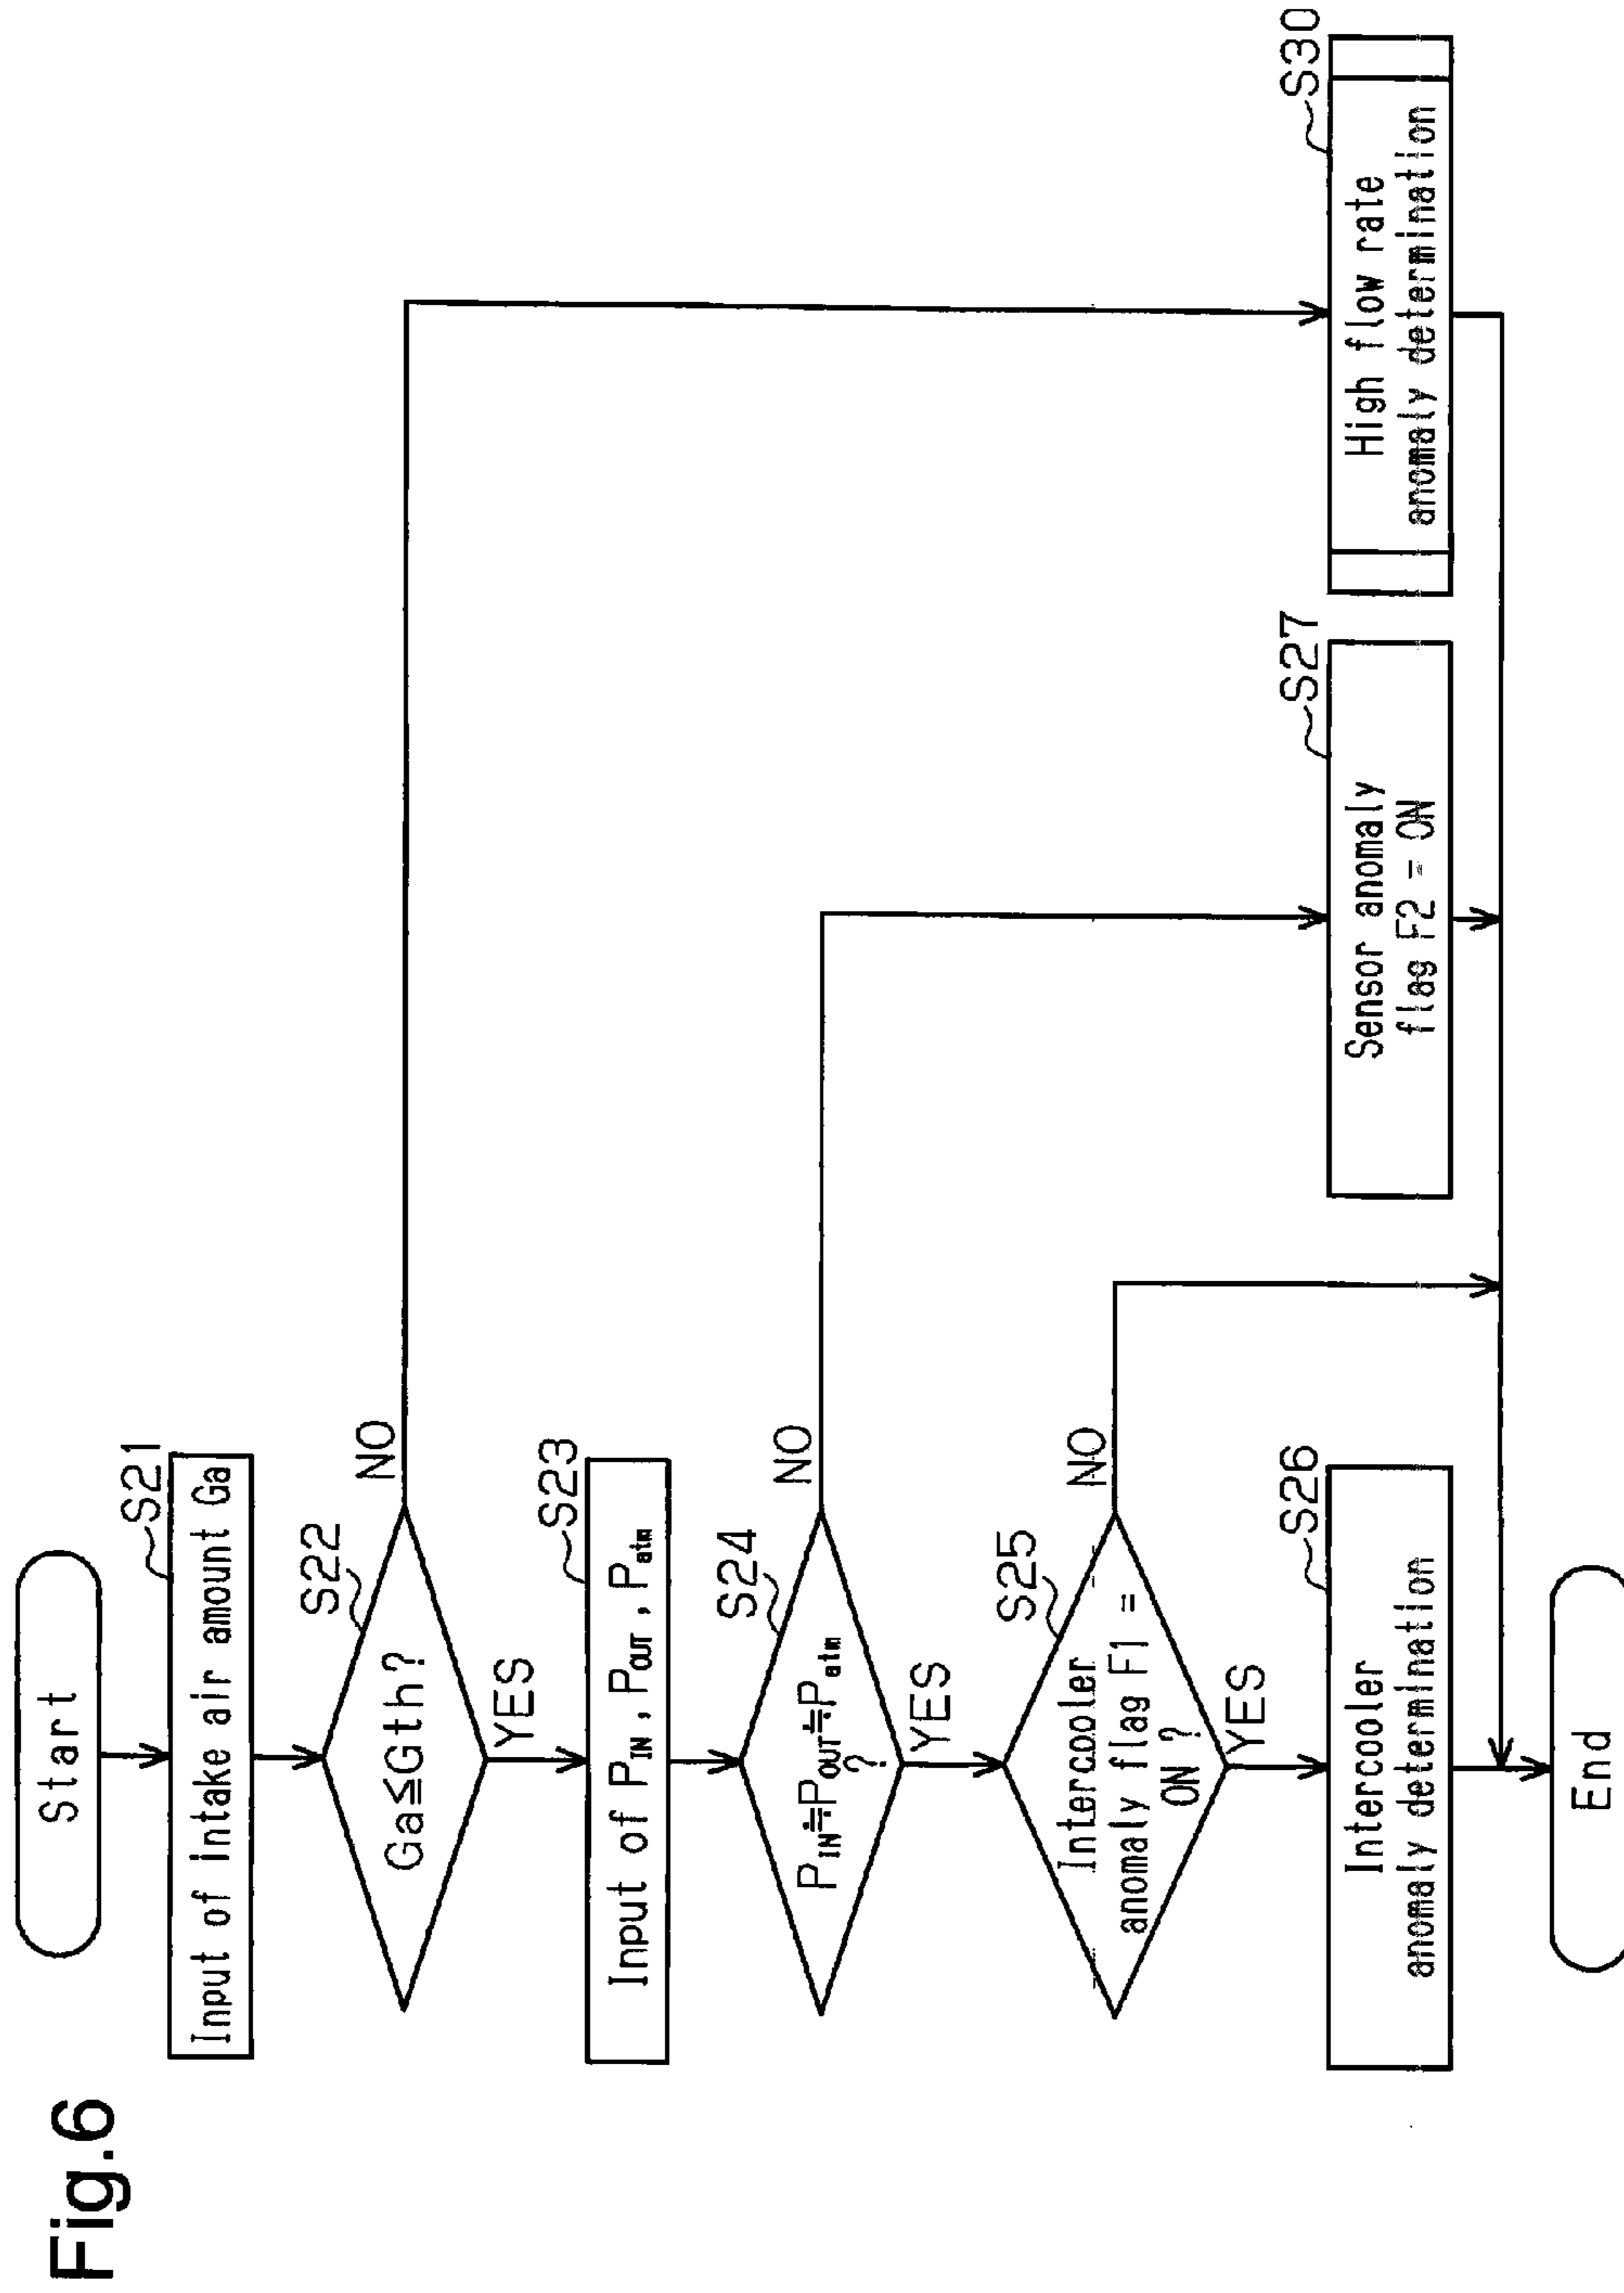 Fig.6
Start
S21
Input of intake air amount Ga
S22
Ga≦Gth?
NO
YES
S23
Input of P_IN, P_OUT, P_atm
S24
P_IN≒P_OUT≒P_atm
?
NO
YES
S25
Intercooler
anomaly flag F1 =
ON ?
NO
YES
S26
Intercooler
anomaly determination
S27
Sensor anomaly
flag F2 = ON
S30
High flow rate
anomaly determination
End